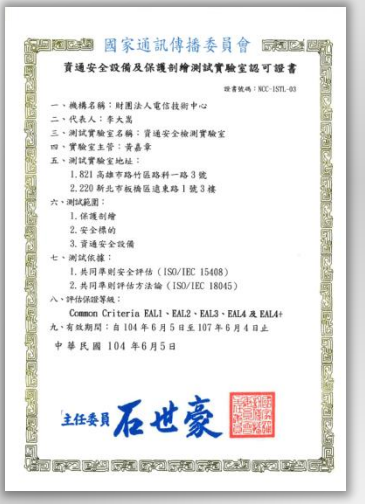 國家通訊傳播委員會
資通安全設備及保護剖繪測試實驗室認可證書
證書號碼：NCC-1STL-03
一、機構名稱：財團法人電信技術中心
二、代表人：李大嵩
三、測試實驗室名稱：資通安全檢測實驗室
四、實驗室主管：黃嘉章
五、測試實驗室地址：
1.821 高雄市路竹區路科一路 3 號
2.220 新北市板橋區遠東路 1 號 3 樓
六、測試範圍：
1.保護剖繪
2.安全標的
3.資通安全設備
七、測試依據：
1.共同準則安全評估（ISO/IEC 15408）
2.共同準則評估方法論（ISO/IEC 18045）
八、評估保證等級：
Common Criteria EAL1、EAL2、EAL3、EAL4 及 EAL4+
九、有效期間：自 104 年 6 月 5 日至 107 年 6 月 4 日止
中華民國 104 年 6 月 5 日
主任委員 石世豪